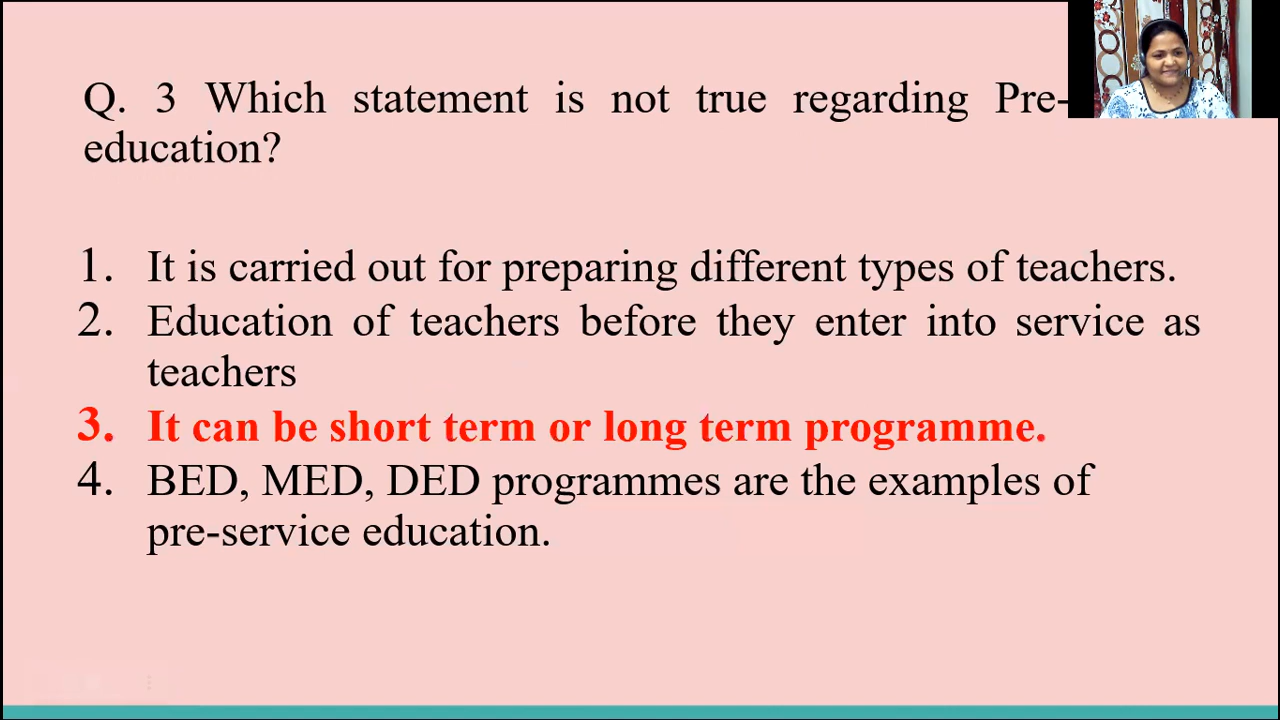 Q. 3 Which statement is not true regarding Pre-
education?
1. It is carried out for preparing different types of teachers.
2. Education of teachers before they enter into service as
teachers
3. It can be short term or long term programme.
4. BED, MED, DED programmes are the examples of
pre-service education.